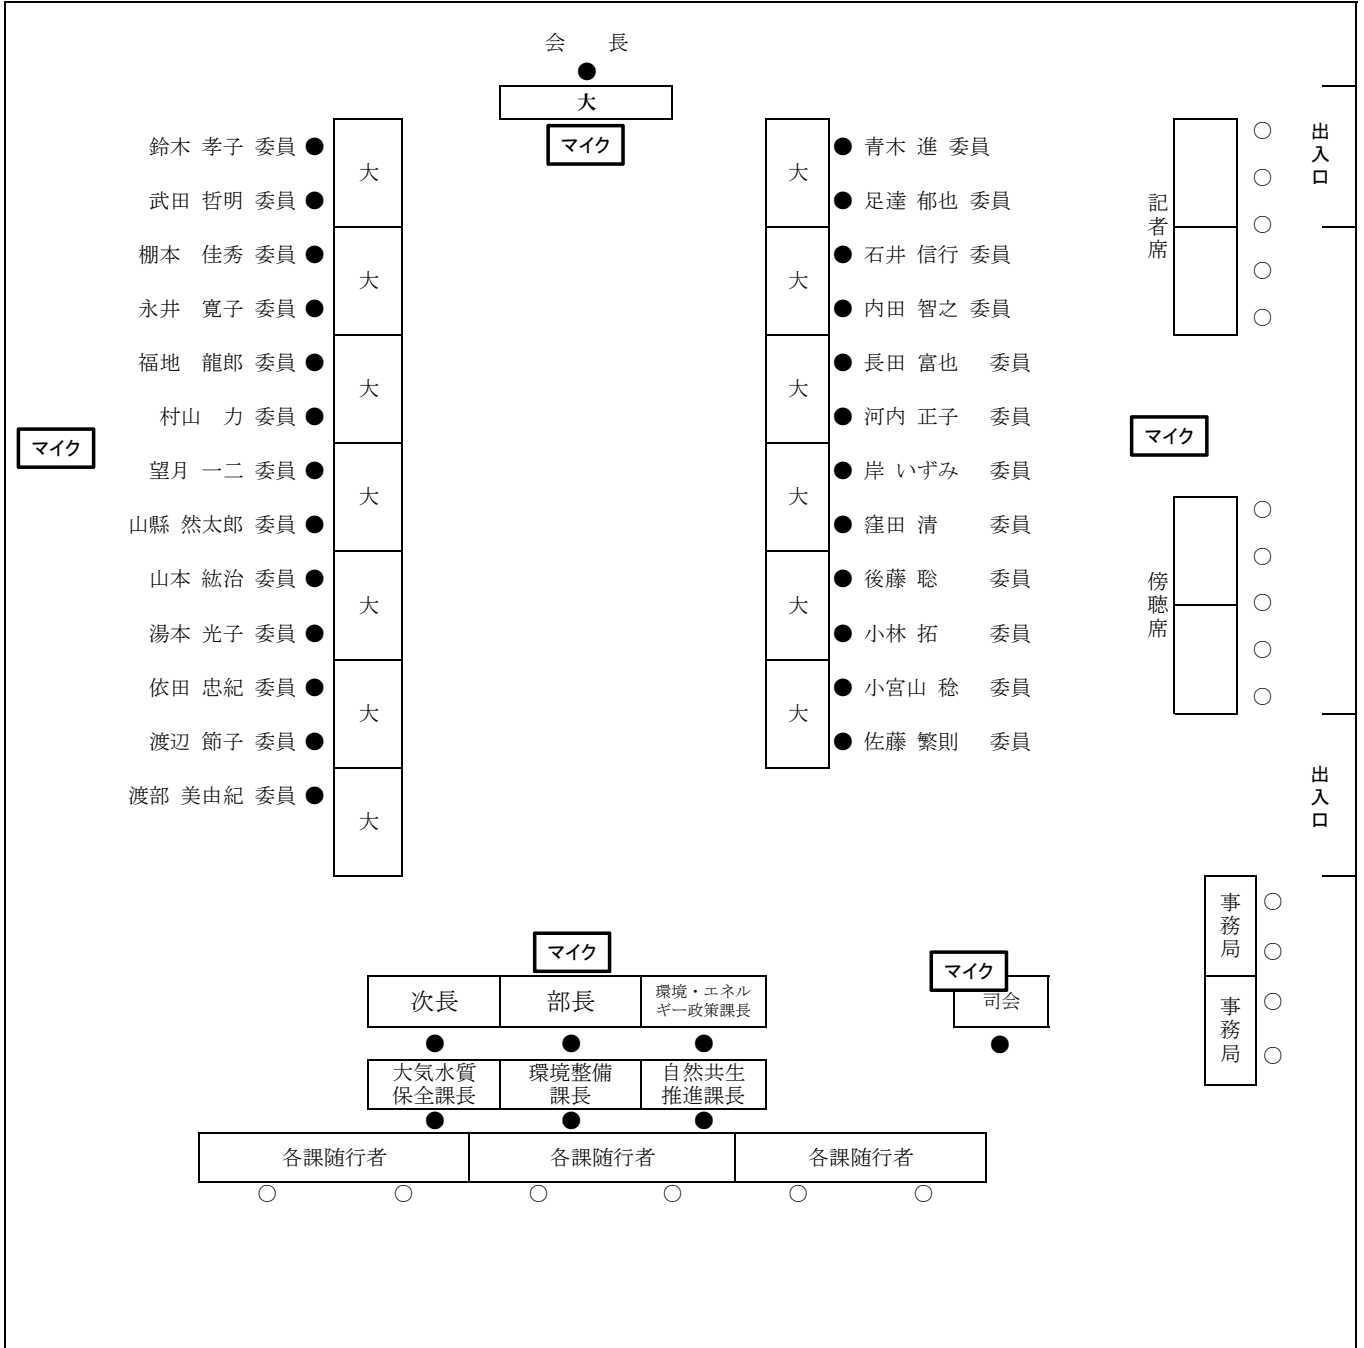 会　長
大
マイク
鈴木 孝子 委員
武田 哲明 委員
棚本　佳秀 委員
永井　寛子 委員
福地　龍郎 委員
村山　力 委員
望月 一二 委員
山縣 然太郎 委員
山本 紘治 委員
湯本 光子 委員
依田 忠紀 委員
渡辺 節子 委員
渡部 美由紀 委員
マイク
大
大
大
大
大
大
大
大
大
大
大
大
大
青木 進 委員
足達 郁也 委員
石井 信行 委員
内田 智之 委員
長田 富也　委員
河内 正子　委員
岸 いずみ　委員
窪田 清　委員
後藤 聡　委員
小林 拓　委員
小宮山 稔　委員
佐藤 繁則　委員
記者席
出入口
マイク
傍聴席
出入口
事務局
事務局
マイク
次長
部長
環境・エネル
ギー政策課長
マイク
司会
大気水質
保全課長
環境整備
課長
自然共生
推進課長
各課随行者
各課随行者
各課随行者